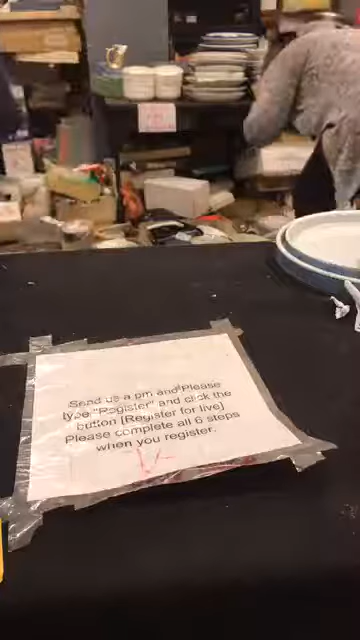 Send us a pm and Please
type "Register" and click the
button [Register for live]
Please complete all 6 steps
when you register.